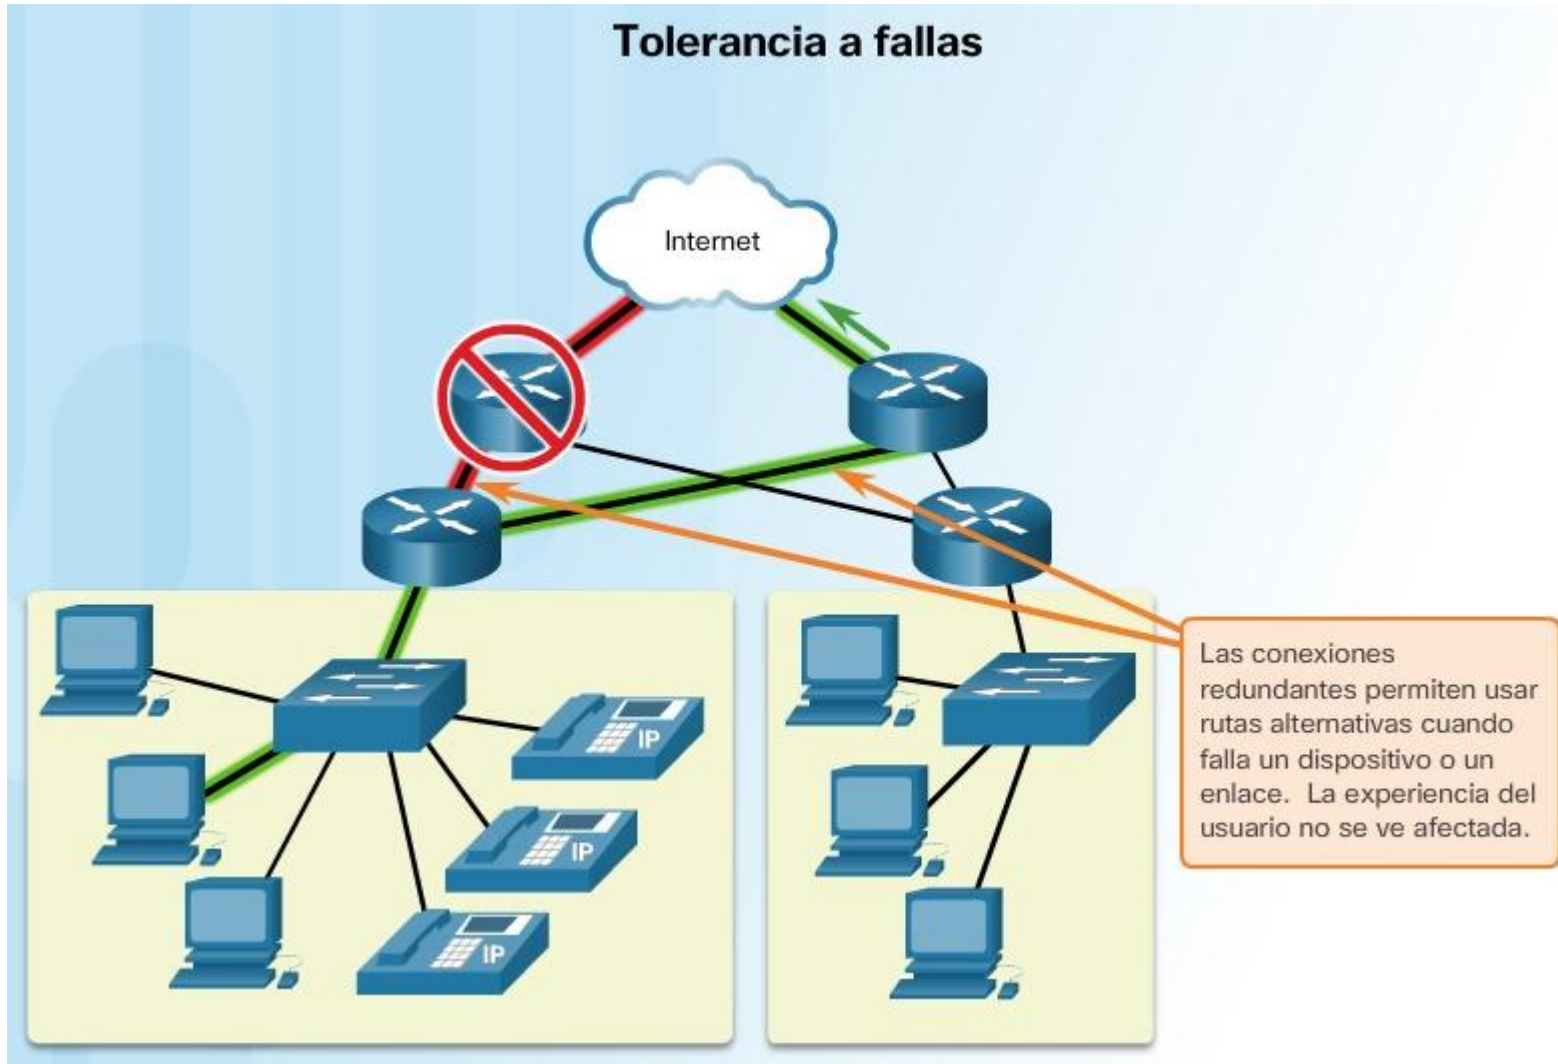 Tolerancia a fallas
Internet
IP
IP
IP
Las conexiones
redundantes permiten usar
rutas alternativas cuando
falla un dispositivo o un
enlace.  La experiencia del
usuario no se ve afectada.